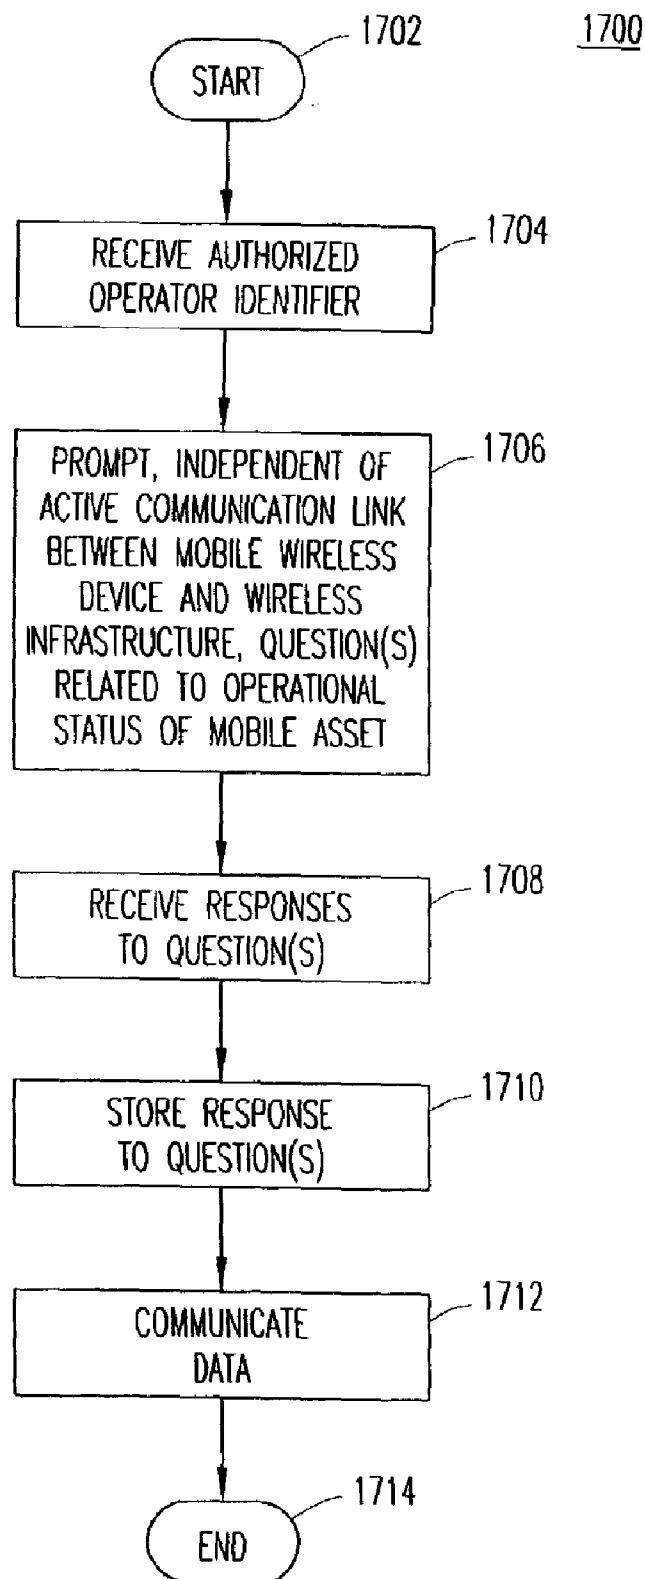 1702
1700
START
1704
RECEIVE AUTHORIZED
OPERATOR IDENTIFIER
1706
PROMPT, INDEPENDENT OF
ACTIVE COMMUNICATION LINK
BETWEEN MOBILE WIRELESS
DEVICE AND WIRELESS
INFRASTRUCTURE, QUESTION(S)
RELATED TO OPERATIONAL
STATUS OF MOBILE ASSET
1708
RECEIVE RESPONSES
TO QUESTION(S)
1710
STORE RESPONSE
TO QUESTION(S)
1712
COMMUNICATE
DATA
1714
END